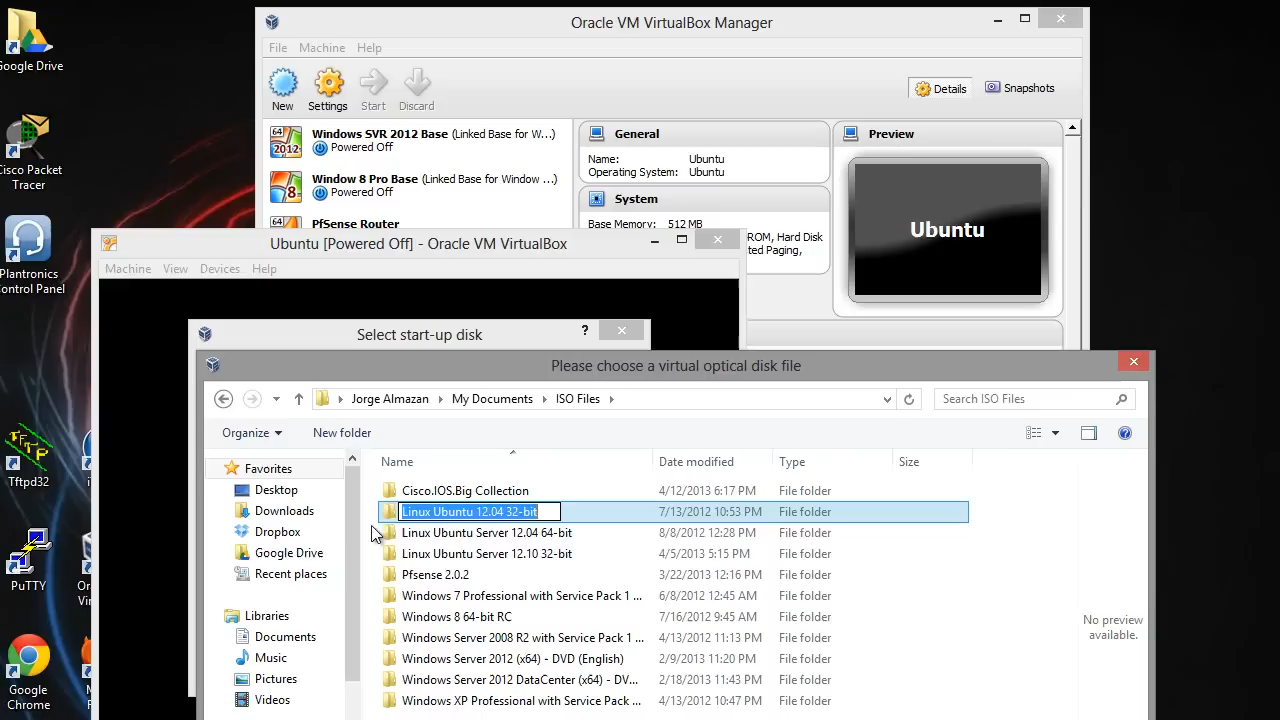 Google Drive
Cisco Packet
Tracer
Plantronics
Control Panel
Tftpd32
PuTTY
Google
Chrome
Oracle VM VirtualBox Manager
File Machine Help
New
Settings
Start
Discard
Details
Snapshots
64
2012
Windows SVR 2012 Base (Linked Base for W...)
Powered Off
8
Window 8 Pro Base (Linked Base for Window ...)
Powered Off
64
PfSense Router
General
Name: Ubuntu
Operating System: Ubuntu
System
Base Memory: 512 MB
ROM, Hard Disk
ted Paging,
Preview
Ubuntu
Ubuntu [Powered Off] - Oracle VM VirtualBox
Machine View Devices Help
Select start-up disk
?
Please choose a virtual optical disk file
Jorge Almazan My Documents ISO Files
Search ISO Files
Organize New folder
Favorites
Desktop
Downloads
Dropbox
Google Drive
Recent places
Libraries
Documents
Music
Pictures
Videos
Name Date modified Type Size
Cisco.IOS.Big Collection 4/12/2013 6:17 PM File folder
Linux Ubuntu 12.04 32-bit 7/13/2012 10:53 PM File folder
Linux Ubuntu Server 12.04 64-bit 8/8/2012 12:28 PM File folder
Linux Ubuntu Server 12.10 32-bit 4/5/2013 5:15 PM File folder
Pfsense 2.0.2 3/22/2013 12:16 PM File folder
Windows 7 Professional with Service Pack 1 ... 6/8/2012 12:45 AM File folder
Windows 8 64-bit RC 7/16/2012 9:45 AM File folder
Windows Server 2008 R2 with Service Pack 1 ... 4/13/2012 11:13 PM File folder
Windows Server 2012 (x64) - DVD (English) 2/9/2013 11:20 PM File folder
Windows Server 2012 DataCenter (x64) - DV... 2/18/2013 11:43 PM File folder
Windows XP Professional with Service Pack ... 4/13/2012 10:47 PM File folder
No preview
available.